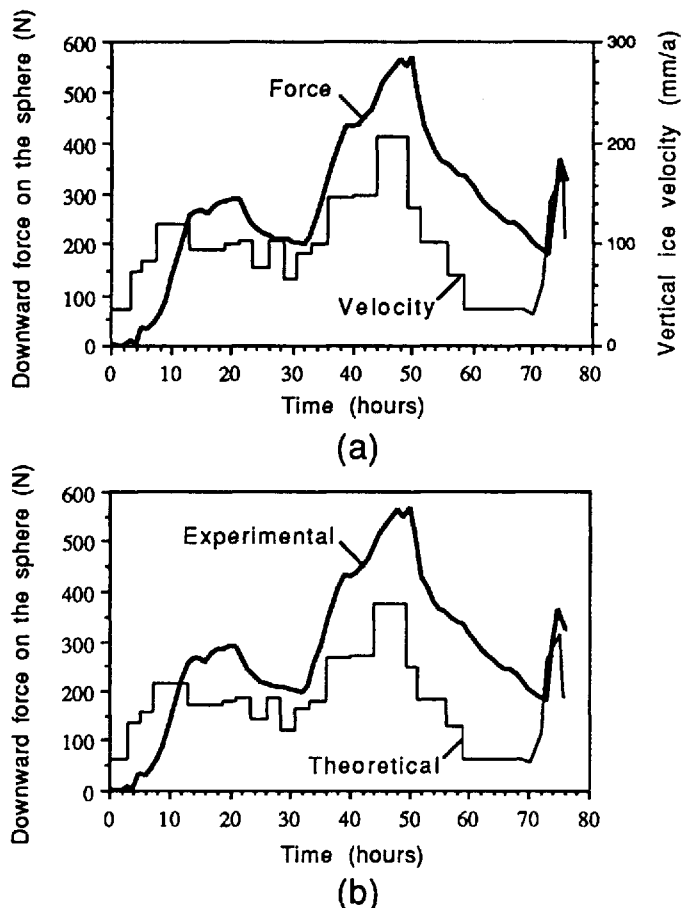 Downward force on the sphere (N)
600
500
400
300
200
100
0
Force
Velocity
300
200
100
0
Vertical ice velocity (mm/a)
0 10 20 30 40 50 60 70 80
Time (hours)
(a)
Downward force on the sphere (N)
600
500
400
300
200
100
0
Experimental
Theoretical
0 10 20 30 40 50 60 70 80
Time (hours)
(b)